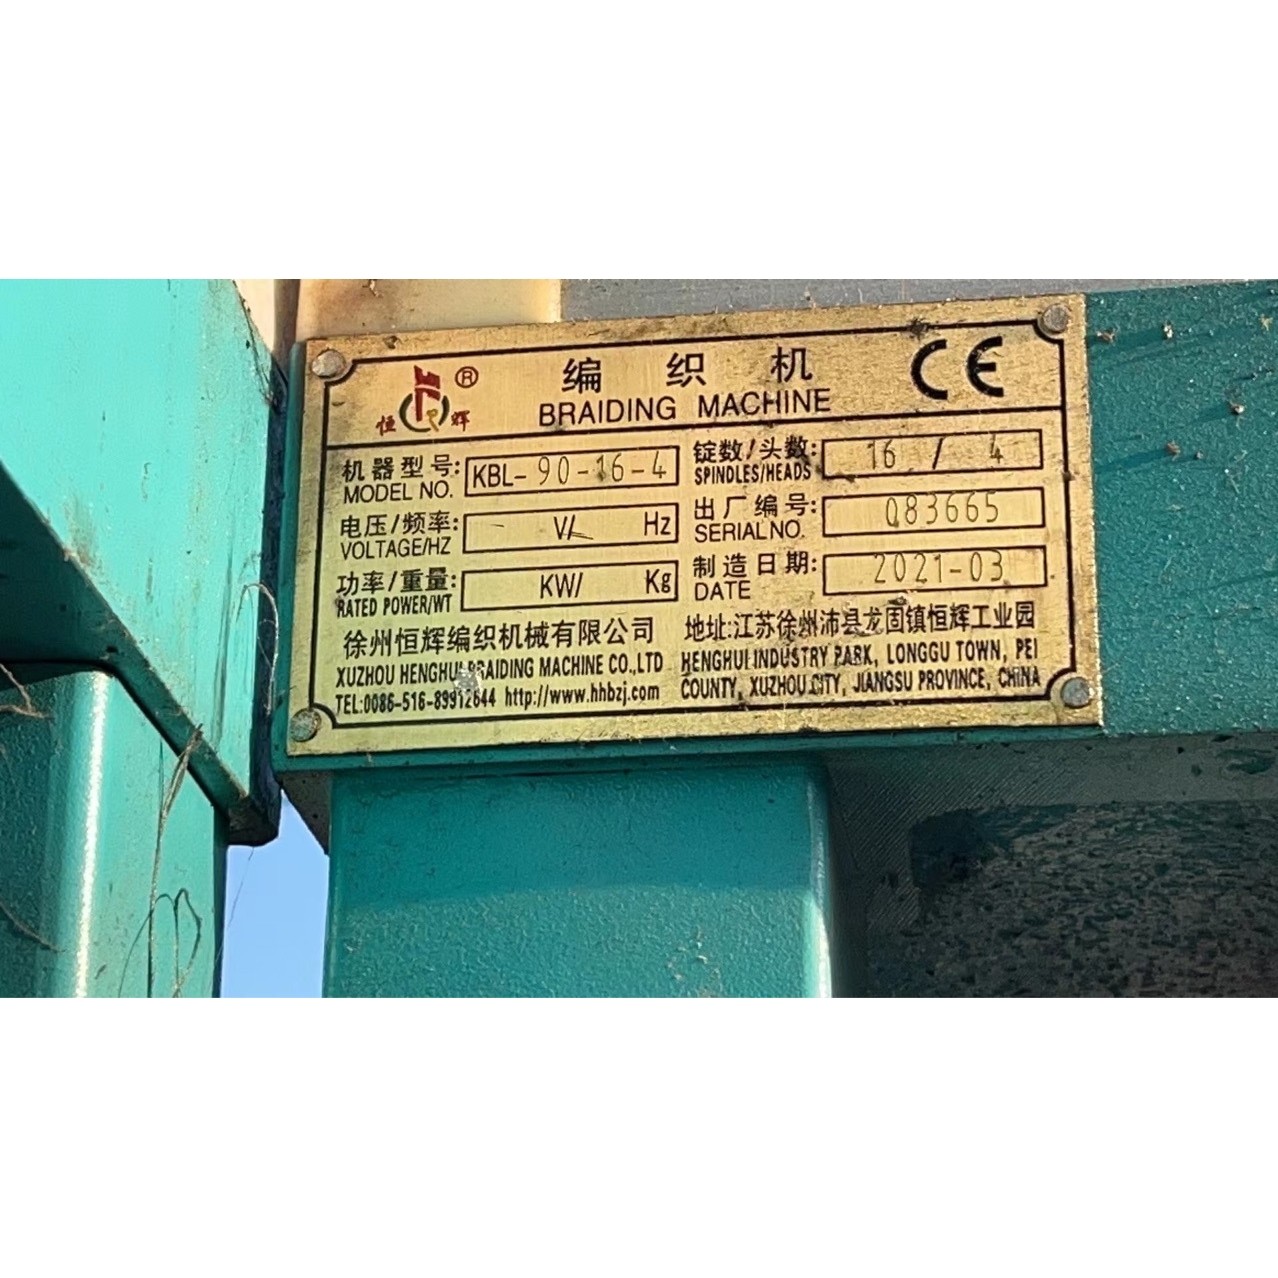 恒辉 ®
编织机
CE
BRAIDING MACHINE
机器型号: KBL-90-16-4
MODEL NO.
锭数/头数: 16 / 4
SPINDLES/HEADS
电压/频率: V/ Hz
VOLTAGE/HZ
出厂编号: 083665
SERIAL NO.
功率/重量: KW/ Kg
RATED POWER/WT
制造日期: 2021-03
DATE
徐州恒辉编织机械有限公司
XUZHOU HENGHUI BRAIDING MACHINE CO.,LTD
TEL:0086-516-89912644 http://www.hhbzj.com
地址:江苏徐州沛县龙固镇恒辉工业园
HENGHUI INDUSTRY PARK, LONGGU TOWN, PEI
COUNTY, XUZHOU CITY, JIANGSU PROVINCE, CHINA